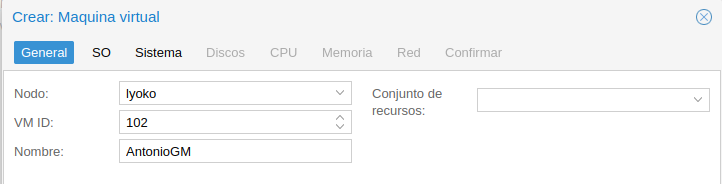 Crear: Maquina virtual
General SO Sistema Discos CPU Memoria Red Confirmar
Nodo: lyoko Conjunto de recursos:
VM ID: 102
Nombre: AntonioGM